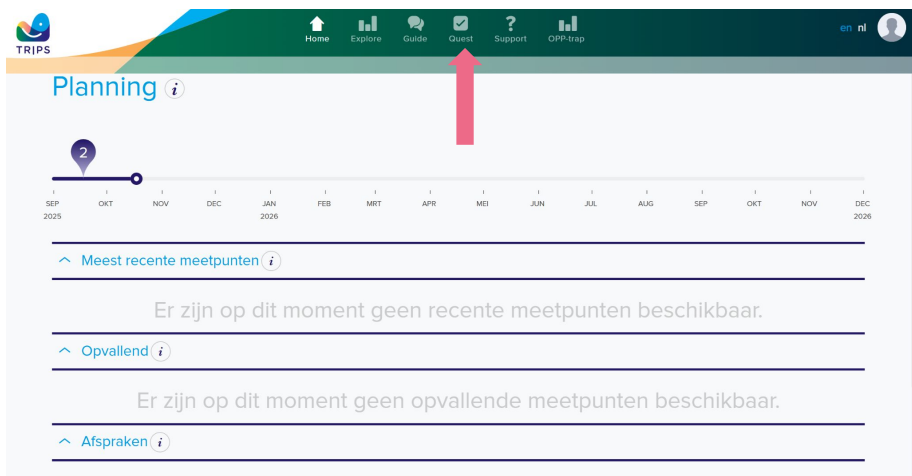 TRIPS
Home Explore Guide Quest Support OPP-trap
en nl
Planning i
2
SEP OKT NOV DEC JAN FEB MRT APR MEI JUN JUL AUG SEP OKT NOV DEC
2025 2026 2026
Meest recente meetpunten i
Er zijn op dit moment geen recente meetpunten beschikbaar.
Opvallend i
Er zijn op dit moment geen opvallende meetpunten beschikbaar.
Afspraken i